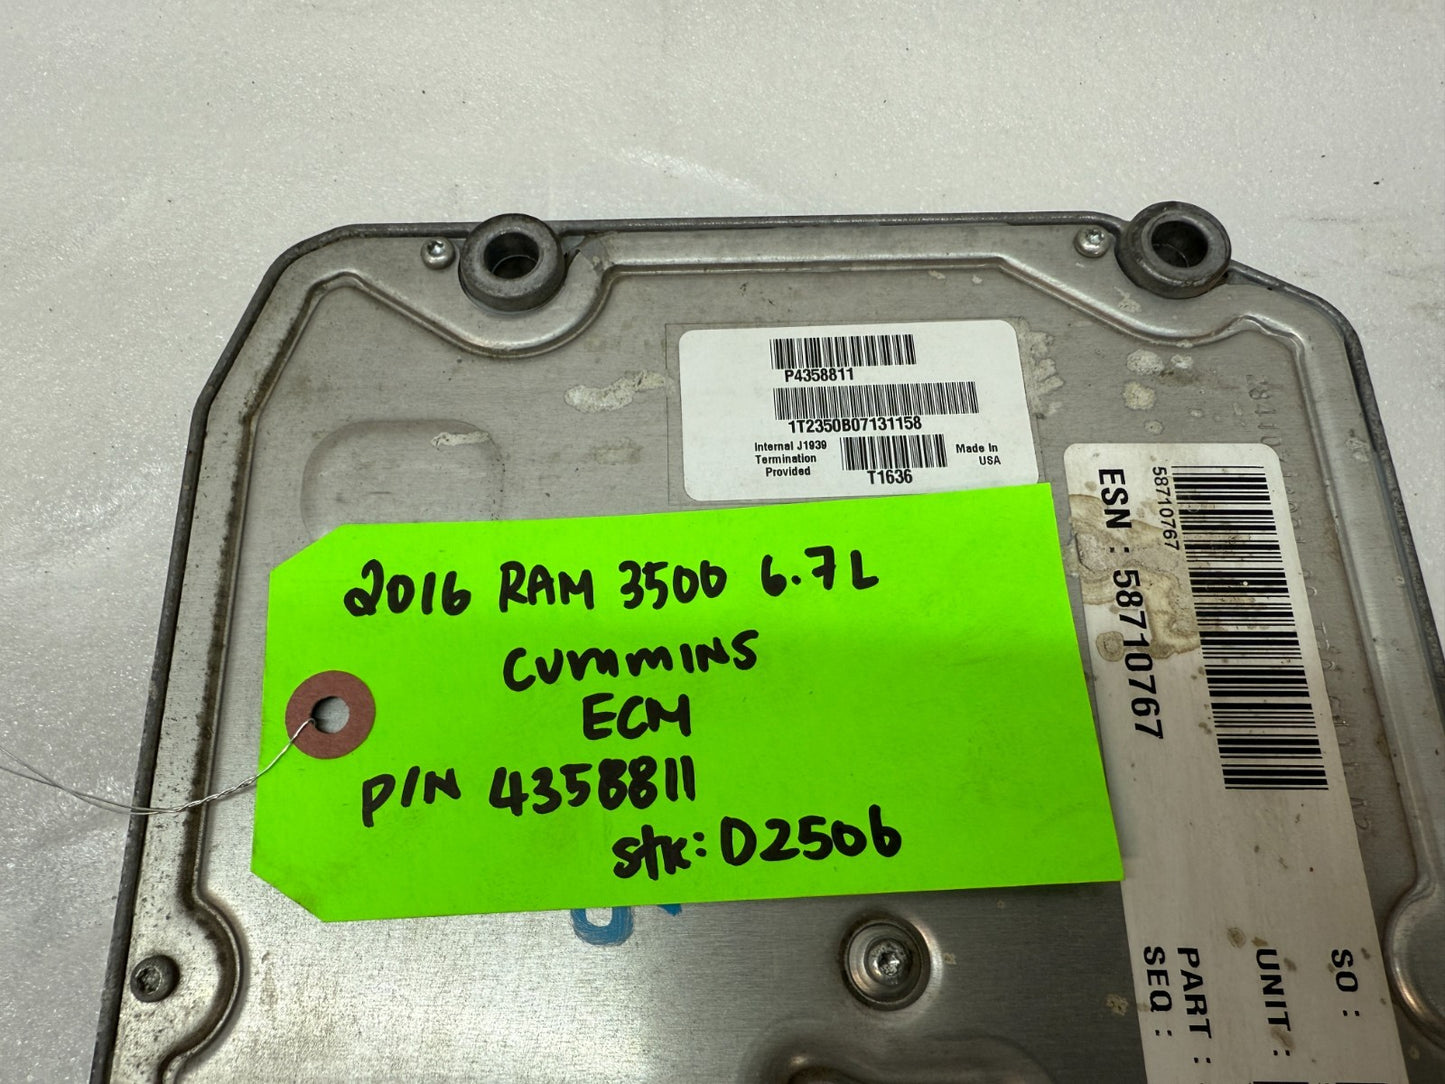 P4358811
1T2350B07131158
Internal J1939
Termination
Provided
T1636
Made In
USA
2016 RAM 3500 6.7L
CUMMINS
ECM
P/N 4358811
Stk: D2506
58710767
ESN : 58710767
SO :
UNIT :
PART :
SEQ :